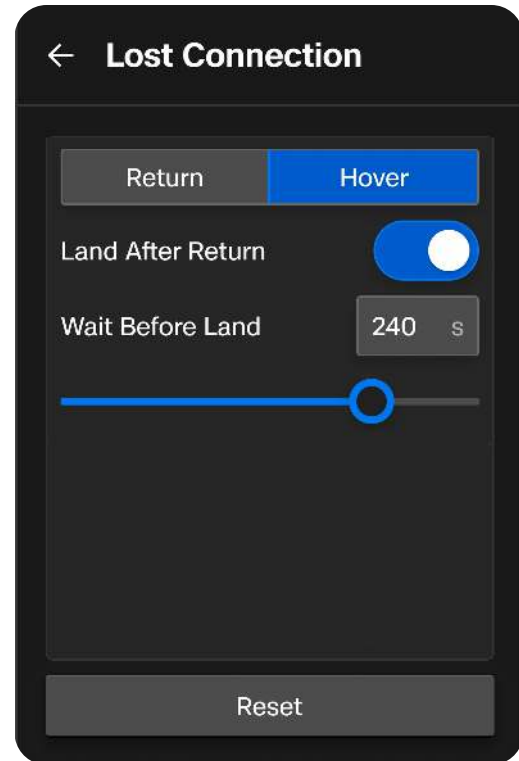 Lost Connection
Return Hover
Land After Return
Wait Before Land 240 s
Reset